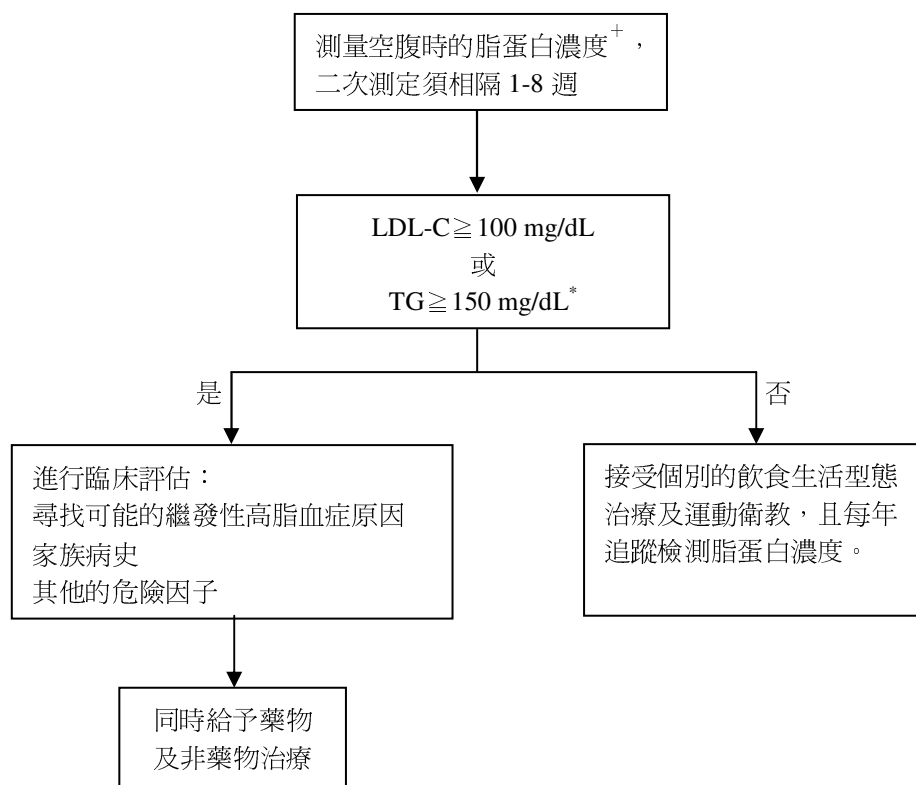 測量空腹時的脂蛋白濃度+，
二次測定須相隔 1-8 週
LDL-C≧100 mg/dL
或
TG≧150 mg/dL*
是
否
進行臨床評估：
尋找可能的繼發性高脂血症原因
家族病史
其他的危險因子
接受個別的飲食生活型態
治療及運動衛教，且每年
追蹤檢測脂蛋白濃度。
同時給予藥物
及非藥物治療